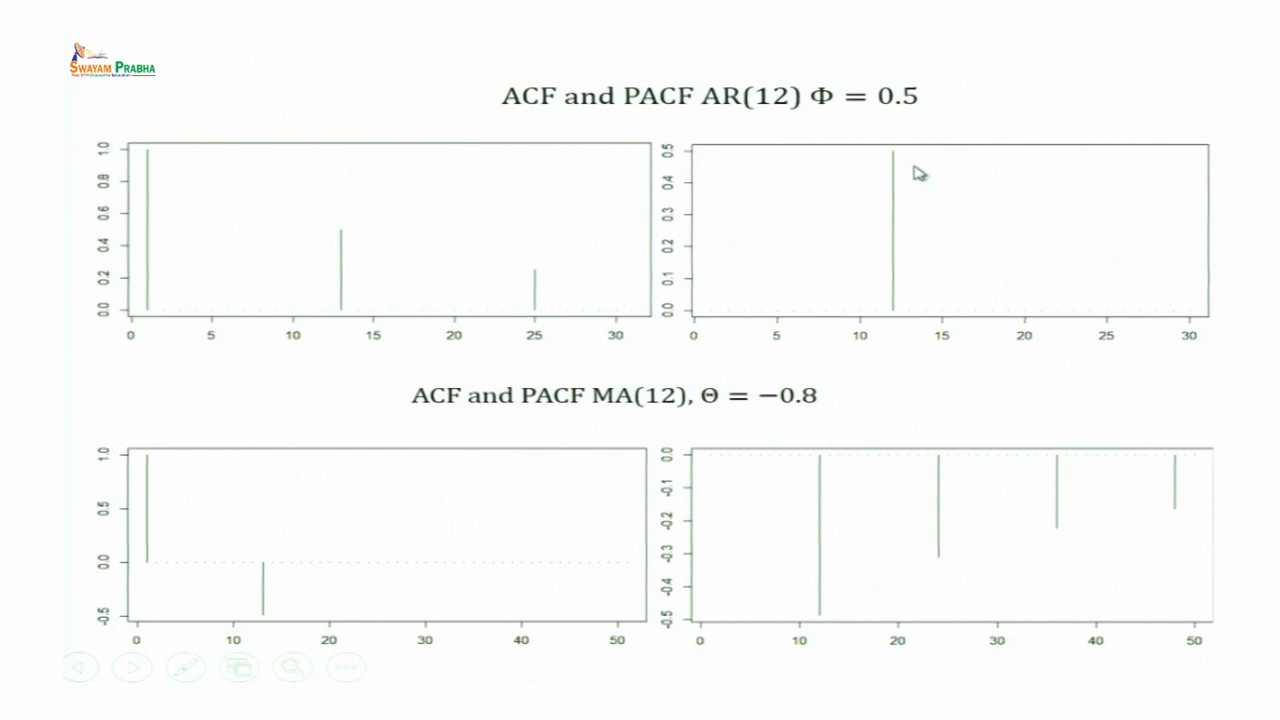 SWAYAM PRABHA
ACF and PACF AR(12) Φ = 0.5
0.0 0.2 0.4 0.6 0.8 1.0
0 5 10 15 20 25 30
0.0 0.1 0.2 0.3 0.4 0.5
0 5 10 15 20 25 30
ACF and PACF MA(12), Θ = −0.8
-0.5 0.0 0.5 1.0
0 10 20 30 40 50
-0.5 -0.4 -0.3 -0.2 -0.1 0.0
0 10 20 30 40 50